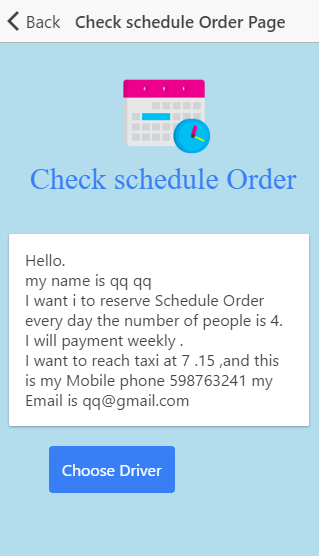 Back Check schedule Order Page
Check schedule Order
Hello.
my name is qq qq
I want i to reserve Schedule Order
every day the number of people is 4.
I will payment weekly .
I want to reach taxi at 7 .15 ,and this
is my Mobile phone 598763241 my
Email is qq@gmail.com
Choose Driver